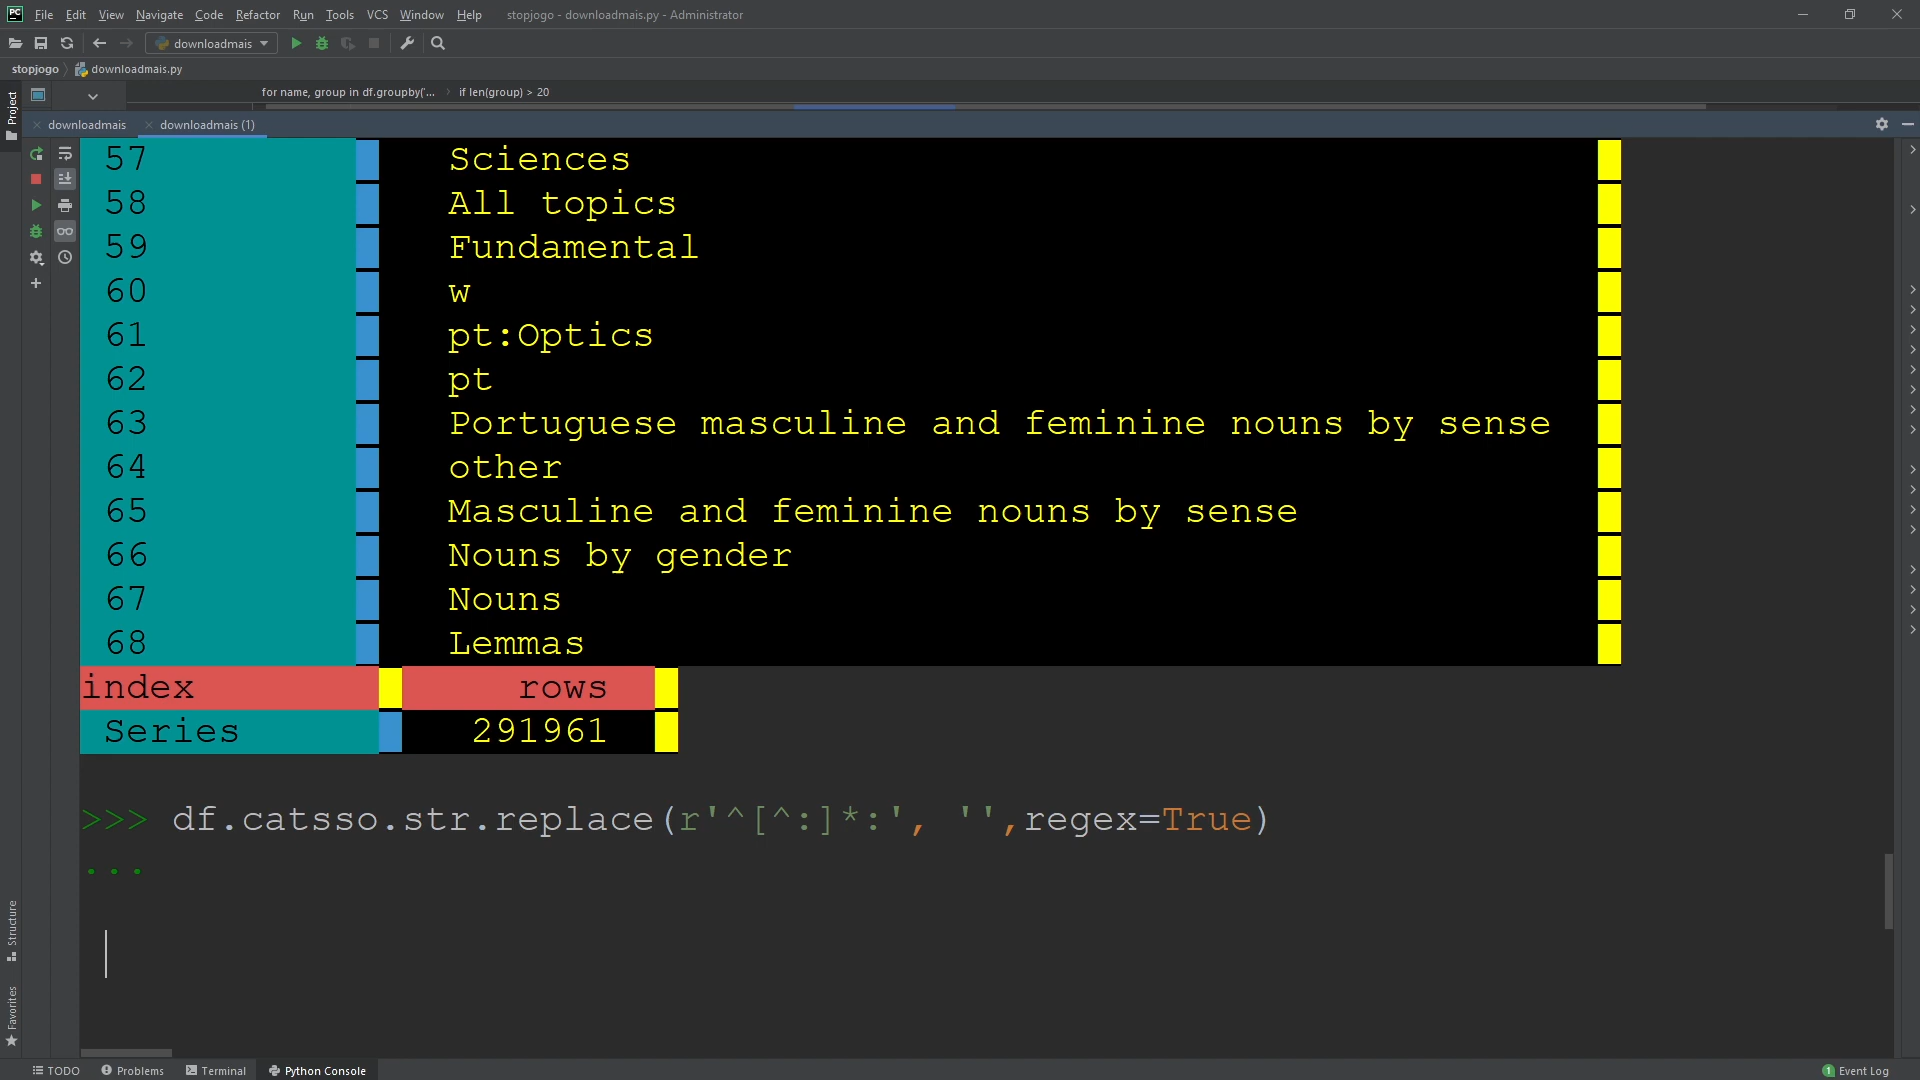 PC File Edit View Navigate Code Refactor Run Tools VCS Window Help stopjogo - downloadmais.py - Administrator
downloadmais
stopjogo downloadmais.py
for name, group in df.groupby('... if len(group) > 20
Project
downloadmais downloadmais (1)
57 Sciences
58 All topics
59 Fundamental
60 w
61 pt:Optics
62 pt
63 Portuguese masculine and feminine nouns by sense
64 other
65 Masculine and feminine nouns by sense
66 Nouns by gender
67 Nouns
68 Lemmas
index rows
Series 291961
>>> df.catsso.str.replace(r'^[^:]*:', '',regex=True)
...
Structure
Favorites
TODO Problems Terminal Python Console 1 Event Log